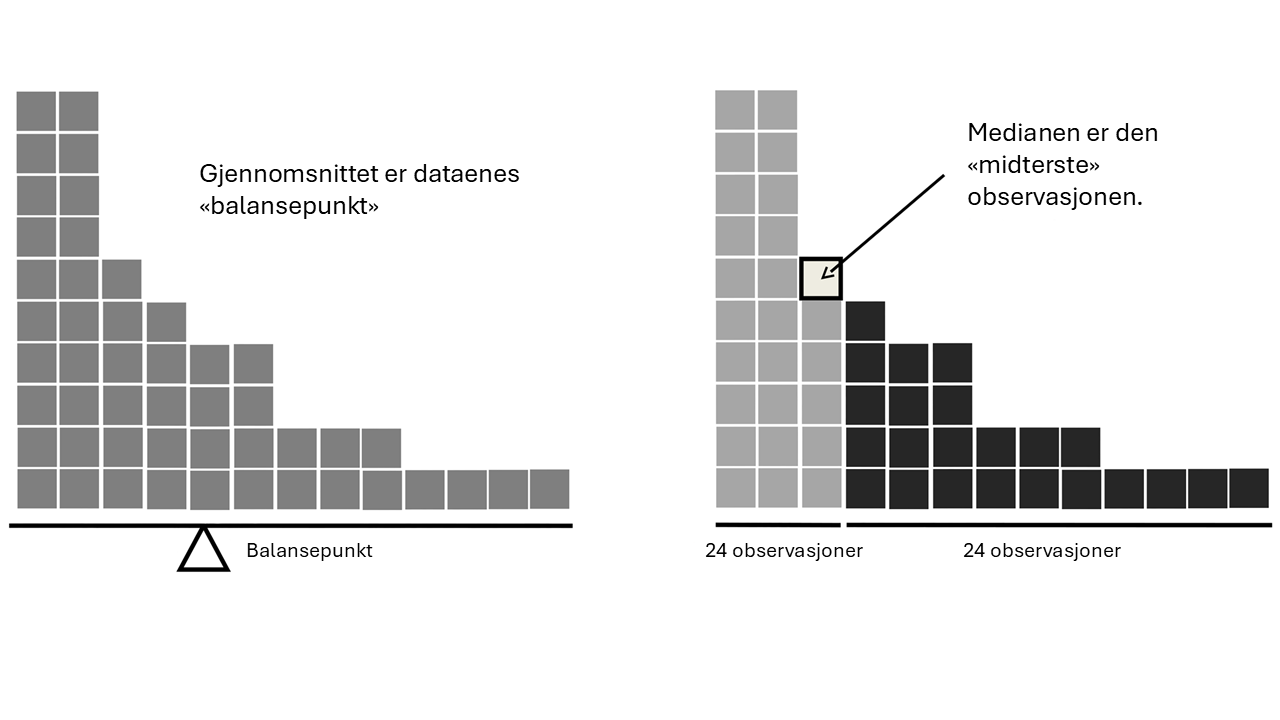 Gjennomsnittet er dataenes
«balansepunkt»
Balansepunkt
Medianen er den
«midterste»
observasjonen.
24 observasjoner
24 observasjoner